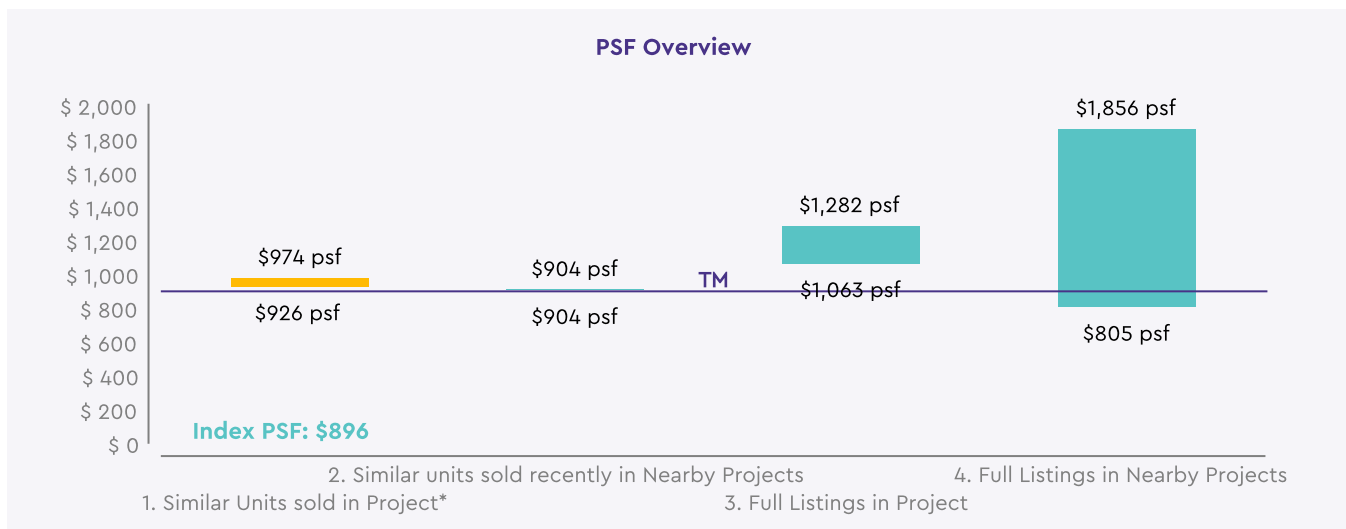 PSF Overview
$ 2,000
$ 1,800
$ 1,600
$ 1,400
$ 1,200
$ 1,000
$ 800
$ 600
$ 400
$ 200
$ 0
$974 psf
$926 psf
$904 psf
$904 psf
TM
$1,282 psf
$1,063 psf
$1,856 psf
$805 psf
Index PSF: $896
2. Similar units sold recently in Nearby Projects
4. Full Listings in Nearby Projects
1. Similar Units sold in Project*
3. Full Listings in Project